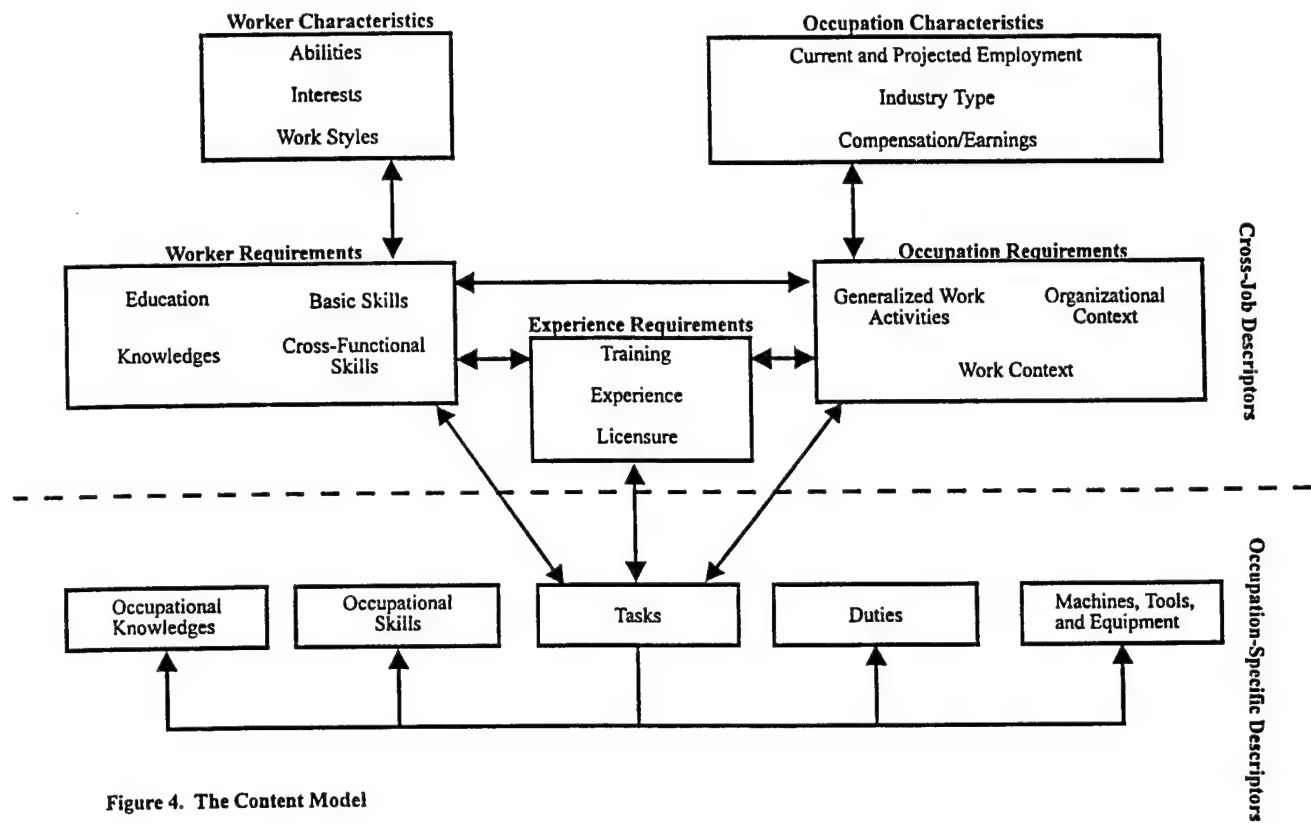 Worker Characteristics
Abilities
Interests
Work Styles
Occupation Characteristics
Current and Projected Employment
Industry Type
Compensation/Earnings
Worker Requirements
Education
Basic Skills
Knowledges
Cross-Functional
Skills
Experience Requirements
Training
Experience
Licensure
Occupation Requirements
Generalized Work
Activities
Organizational
Context
Work Context
Cross-Job Descriptors
Occupational
Knowledges
Occupational
Skills
Tasks
Duties
Machines, Tools,
and Equipment
Occupation-Specific Descriptors
Figure 4. The Content Model